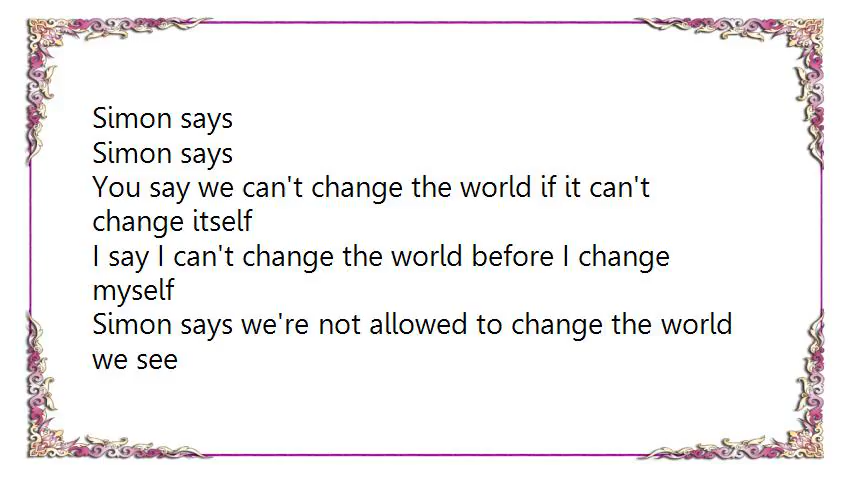 Simon says
Simon says
You say we can't change the world if it can't
change itself
I say I can't change the world before I change
myself
Simon says we're not allowed to change the world
we see